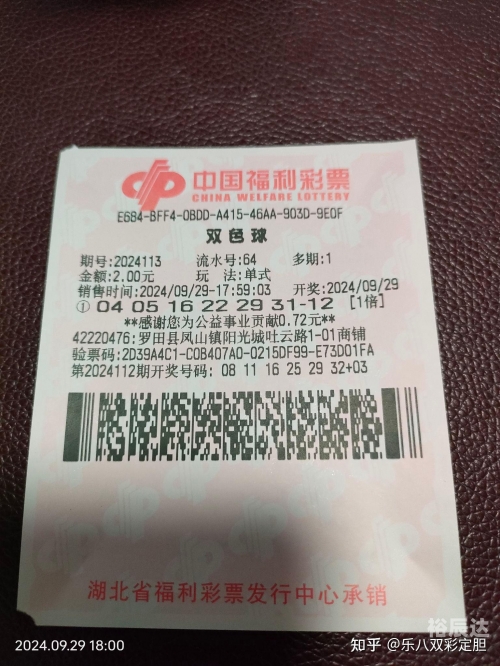 中国福利彩票
CHINA WELFARE LOTTERY
E6B4-BFF4-0BDD-A415-46AA-903D-9E0F
双色球
期号:2024113 流水号:64 多期:1
金额:2.00元 玩 法:单式
销售时间:2024/09/29-17:59:03 开奖:2024/09/29
① 04 05 16 22 29 31-12 [1倍]
**感谢您为公益事业贡献0.72元**
42220476:罗田县凤山镇阳光城吐云路1-01商铺
验票码:2D39A4C1-C0B407A0-0215DF99-E73D01FA
第2024112期开奖号码:08 11 16 25 29 32+03
湖北省福利彩票发行中心承销
裕辰达
2024.09.29 18:00
知乎 @乐八双彩定胆